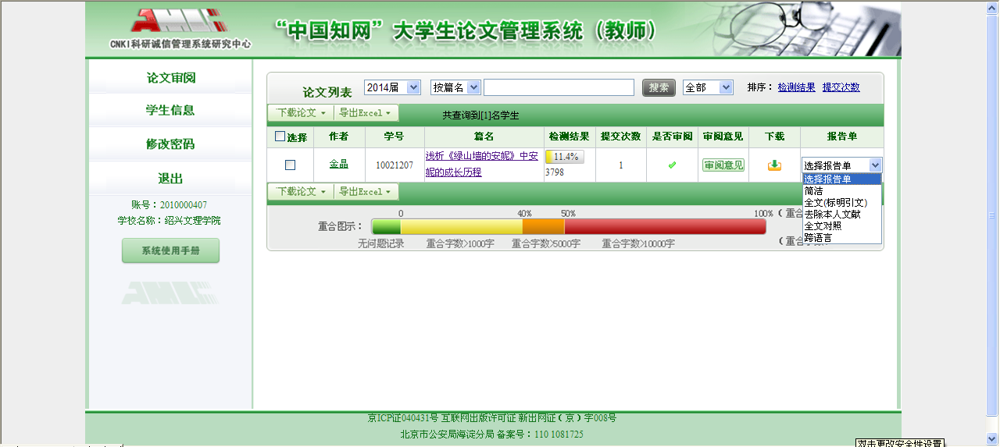 AMLC
CNKI科研诚信管理系统研究中心
“中国知网”大学生论文管理系统（教师）
论文审阅
学生信息
修改密码
退出
账号：2010000407
学校名称：绍兴文理学院
系统使用手册
AMLC
论文列表 2014届 按篇名 搜索 全部 排序： 检测结果 提交次数
下载论文 导出Excel 共查询到[1]名学生
选择 作者 学号 篇名 检测结果 提交次数 是否审阅 审阅意见 下载 报告单
金晶 10021207 浅析《绿山墙的安妮》中安妮的成长历程 11.4% 3798 1 审阅意见 选择报告单
选择报告单
简洁
全文(标明引文)
去除本人文献
全文对照
跨语言
下载论文 导出Excel
0 40% 50% 100% (重合
重合图示：
无问题记录 重合字数>1000字 重合字数>5000字 重合字数>10000字 (重合
京ICP证040431号 互联网出版许可证 新出网证(京)字008号
北京市公安局海淀分局 备案号：110 1081725
双击更改安全性设置